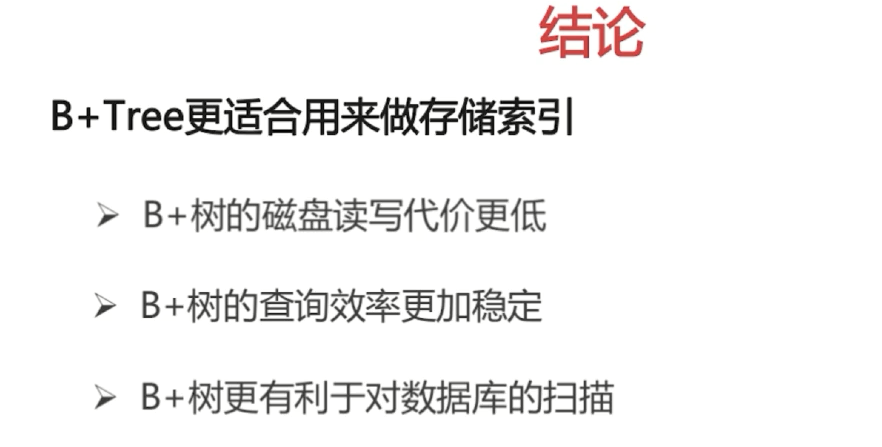 结论
B+Tree更适合用来做存储索引
➢ B+树的磁盘读写代价更低
➢ B+树的查询效率更加稳定
➢ B+树更有利于对数据库的扫描